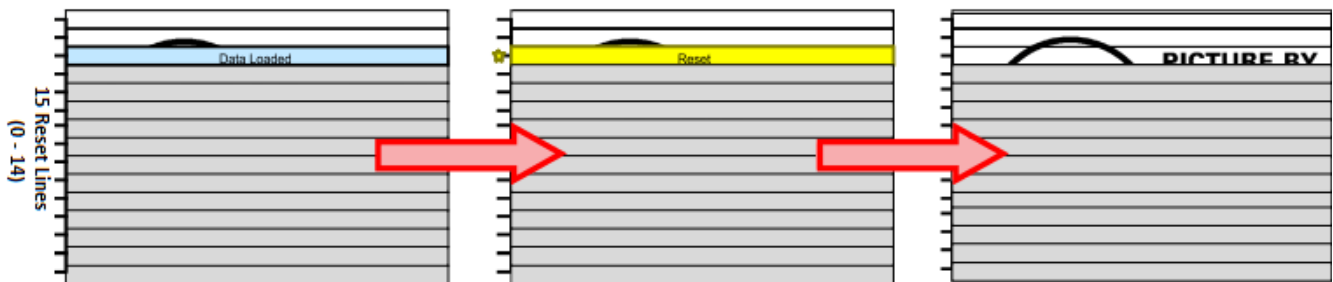 15 Reset Lines
(0 - 14)
Data Loaded
Reset
PICTURE BY